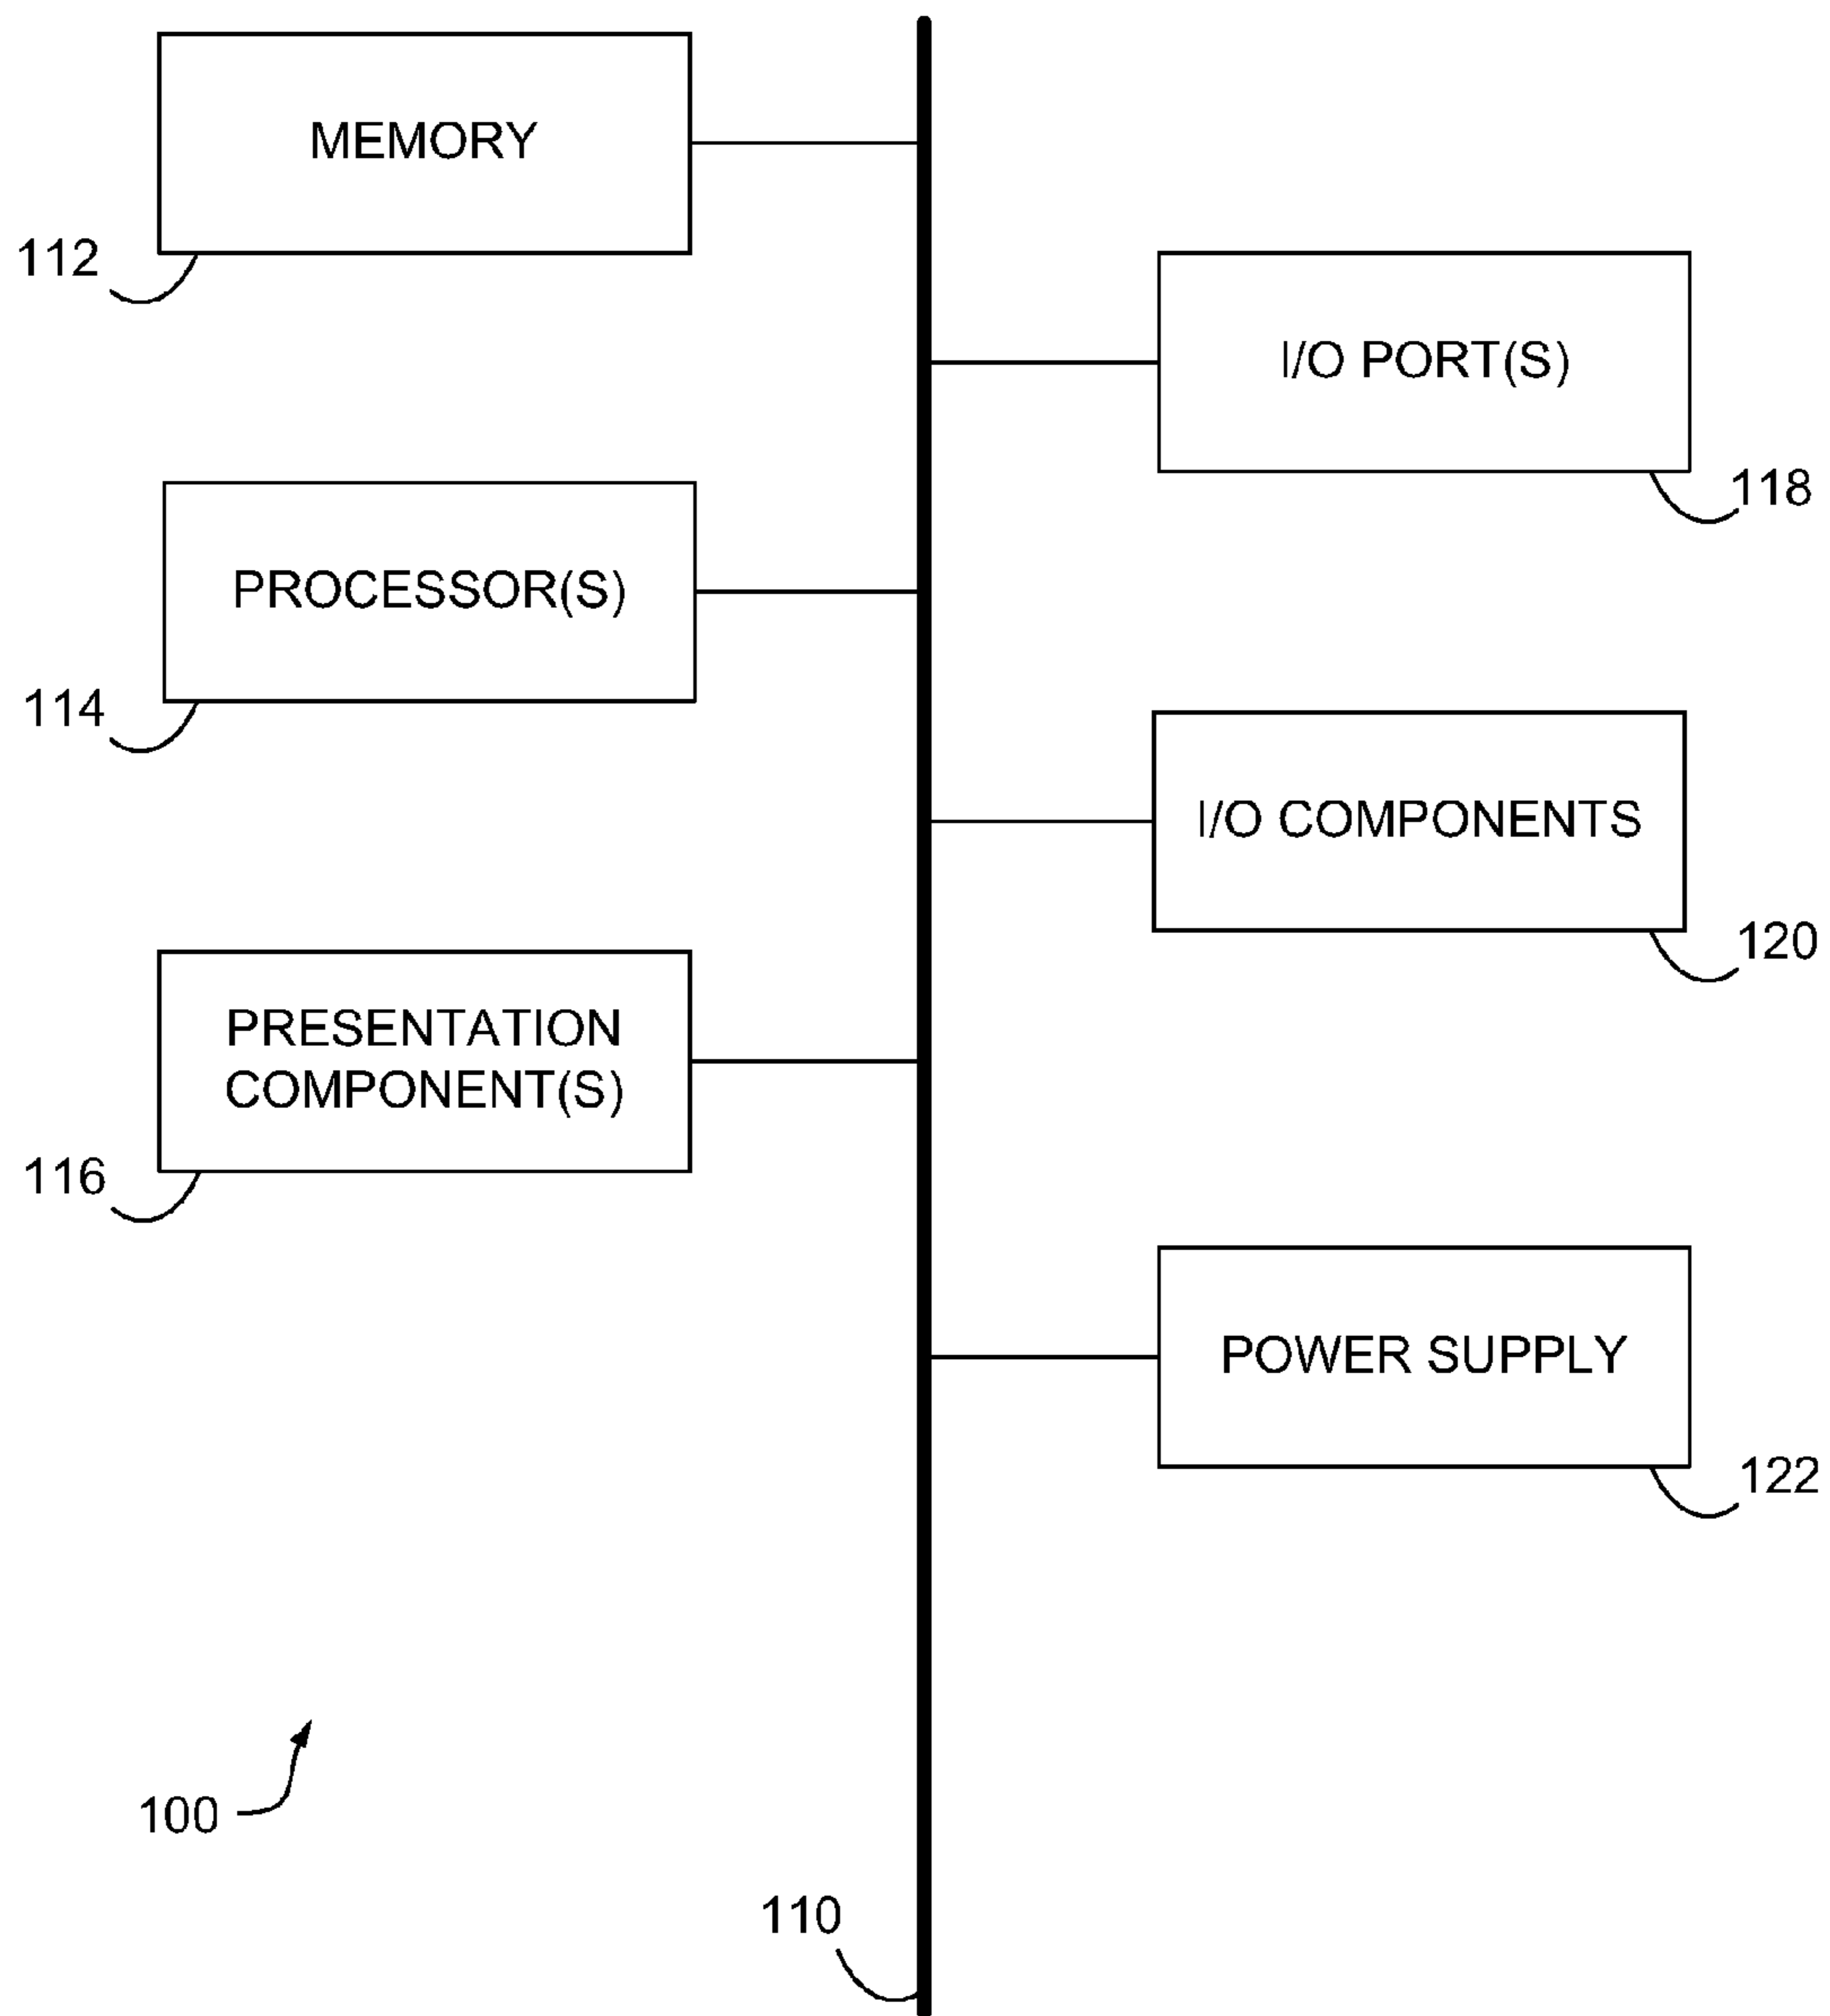 MEMORY
112
I/O PORT(S)
118
PROCESSOR(S)
114
I/O COMPONENTS
120
PRESENTATION
COMPONENT(S)
116
POWER SUPPLY
122
100
110